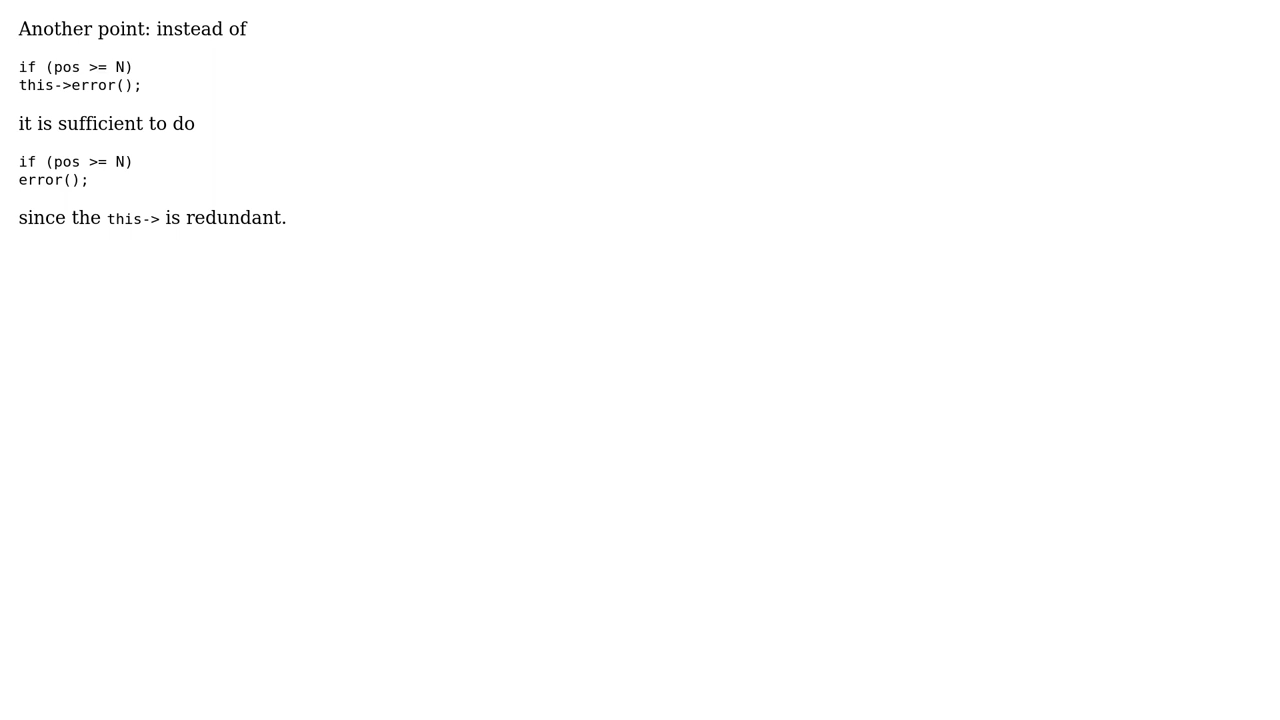 Another point: instead of
if (pos >= N)
this->error();
it is sufficient to do
if (pos >= N)
error();
since the this-> is redundant.